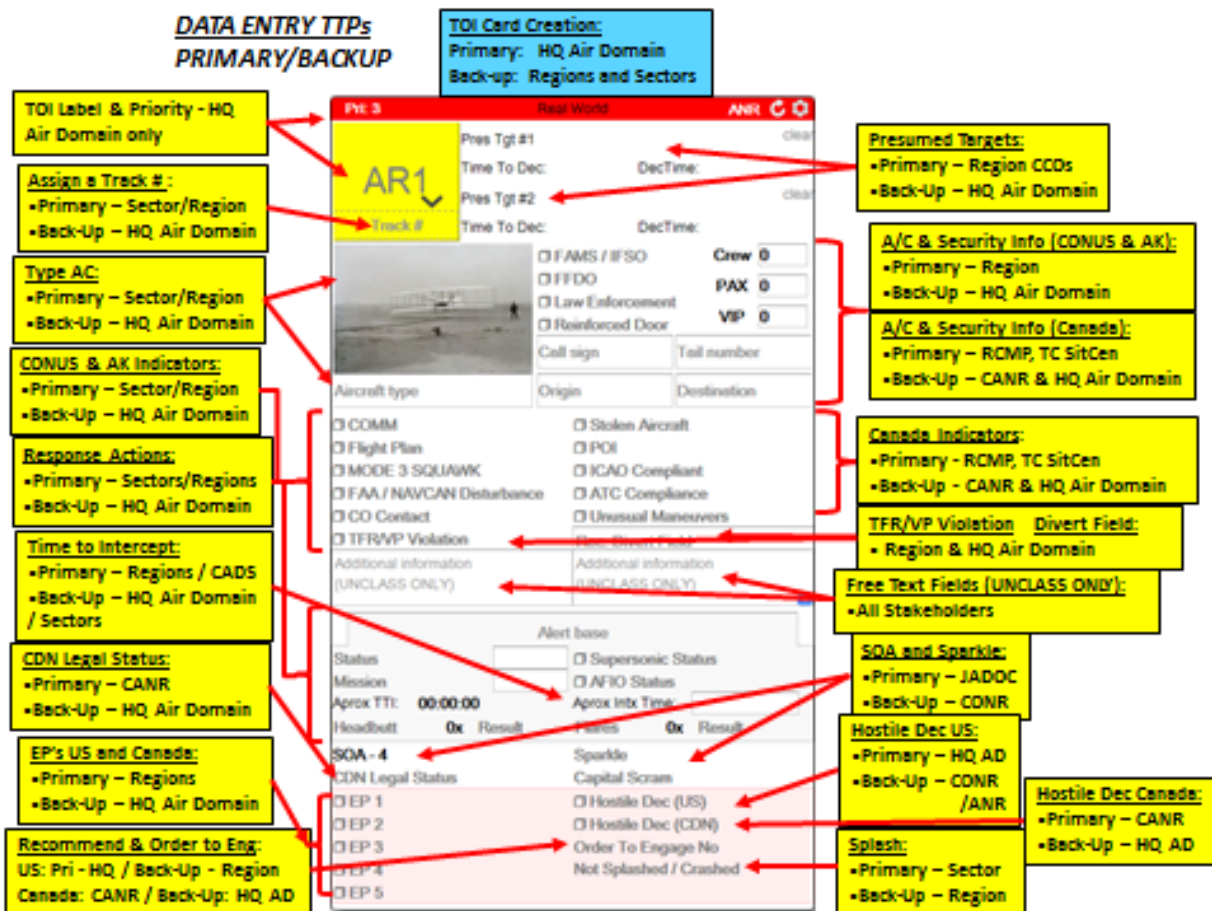 DATA ENTRY TTPs
PRIMARY/BACKUP
TOI Card Creation:
Primary: HQ Air Domain
Back-up: Regions and Sectors
TOI Label & Priority - HQ
Air Domain only
Assign a Track # :
▪Primary – Sector/Region
▪Back-Up – HQ Air Domain
Type AC:
▪Primary – Sector/Region
▪Back-Up – HQ Air Domain
CONUS & AK Indicators:
▪Primary – Sector/Region
▪Back-Up – HQ Air Domain
Response Actions:
▪Primary – Sectors/Regions
▪Back-Up – HQ Air Domain
Time to Intercept:
▪Primary – Regions / CADS
▪Back-Up – HQ Air Domain
/ Sectors
CDN Legal Status:
▪Primary – CANR
▪Back-Up – HQ Air Domain
EP's US and Canada:
▪Primary – Regions
▪Back-Up – HQ Air Domain
Recommend & Order to Eng:
US: Pri - HQ / Back-Up - Region
Canada: CANR / Back-Up: HQ AD
Pri: 3 Real World ANR
AR1
Track #
Pres Tgt #1 clear
Time To Dec: DecTime:
Pres Tgt #2 clear
Time To Dec: DecTime:
FAMS / IFSO Crew 0
FFDO PAX 0
Law Enforcement
Reinforced Door VIP 0
Call sign Tail number
Aircraft type Origin Destination
COMM Stolen Aircraft
Flight Plan POI
MODE 3 SQUAWK ICAO Compliant
FAA / NAVCAN Disturbance ATC Compliance
CO Contact Unusual Maneuvers
TFR/VP Violation Rec. Divert Field
Additional information Additional information
(UNCLASS ONLY) (UNCLASS ONLY)
Alert base
Status Supersonic Status
Mission AFIO Status
Aprox TTI: 00:00:00 Aprox Intx Time:
Headbutt 0x Result Flares 0x Result
SOA - 4 Sparkle
CDN Legal Status Capital Scram
EP 1 Hostile Dec (US)
EP 2 Hostile Dec (CDN)
EP 3 Order To Engage No
EP 4 Not Splashed / Crashed
EP 5
Presumed Targets:
▪Primary – Region CCDs
▪Back-Up – HQ Air Domain
A/C & Security Info (CONUS & AK):
▪Primary – Region
▪Back-Up – HQ Air Domain
A/C & Security Info (Canada):
▪Primary – RCMP, TC SitCen
▪Back-Up – CANR & HQ Air Domain
Canada Indicators:
▪Primary - RCMP, TC SitCen
▪Back-Up - CANR & HQ Air Domain
TFR/VP Violation Divert Field:
▪ Region & HQ Air Domain
Free Text Fields (UNCLASS ONLY):
▪All Stakeholders
SOA and Sparkle:
▪Primary – JADOC
▪Back-Up – CONR
Hostile Dec US:
▪Primary – HQ AD
▪Back-Up – CONR
/ANR
Hostile Dec Canada:
▪Primary – CANR
▪Back-Up – HQ AD
Splash:
▪Primary – Sector
▪Back-Up – Region